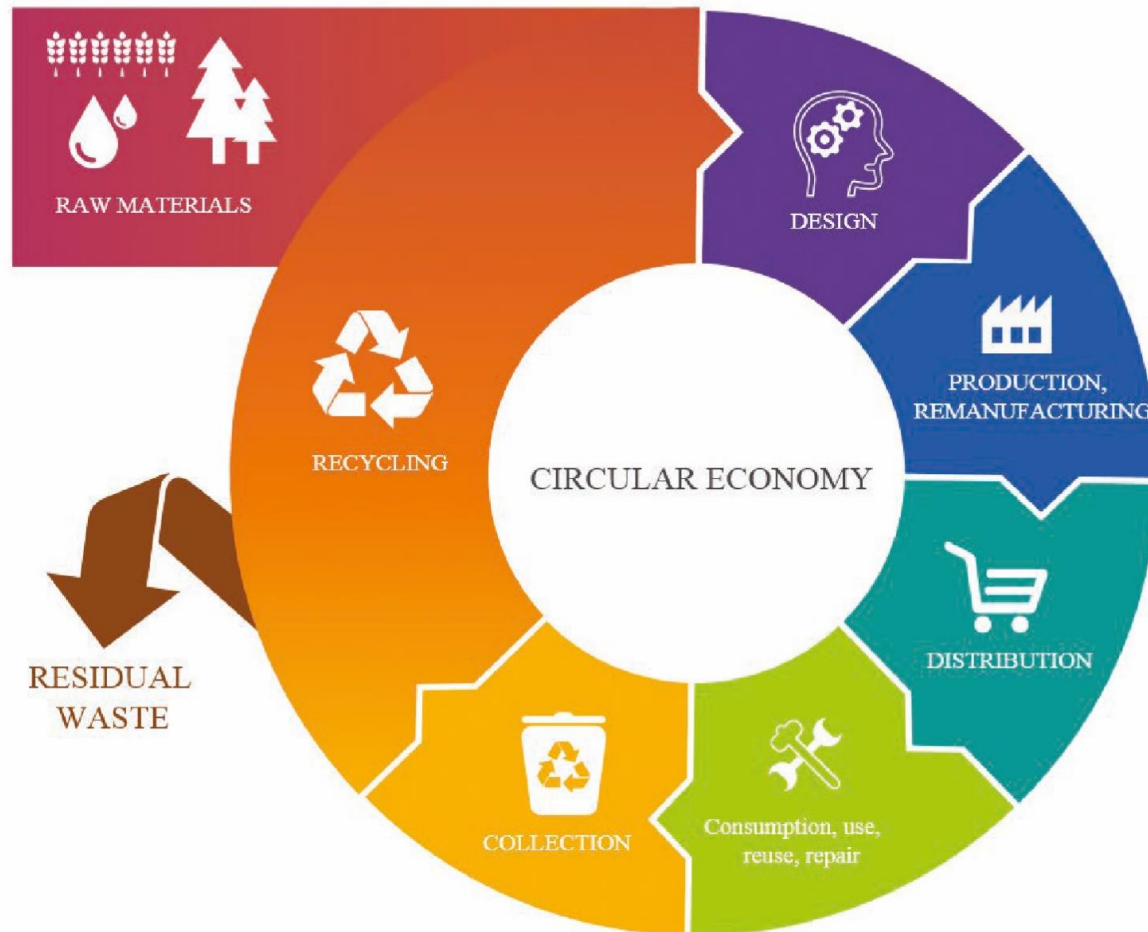 RAW MATERIALS
DESIGN
PRODUCTION,
REMANUFACTURING
RECYCLING
CIRCULAR ECONOMY
DISTRIBUTION
RESIDUAL
WASTE
COLLECTION
Consumption, use,
reuse, repair